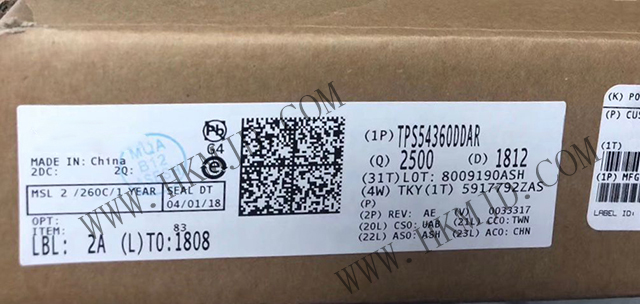 Pb
G4
MADE IN: China
2DC: 2Q:
MSL 2 /260C/1 YEAR SEAL DT
04/01/18
OPT:
ITEM: 83
LBL: 2A (L)TO:1808
(1P) TPS54360DDAR
(Q) 2500 (D) 1812
(31T)LOT: 8009190ASH
(4W) TKY(1T) 5917792ZAS
(P)
(2P) REV: AE (V) 0033317
(20L) CSO: UAB (21L) CCO: TWN
(22L) ASO: ASH (23L) ACO: CHN
(K) PO
(P) CUS
(1T)
(1P) MFG
LABEL ID:
WWW.HKMJD.COM
WWW.HKMJD.COM